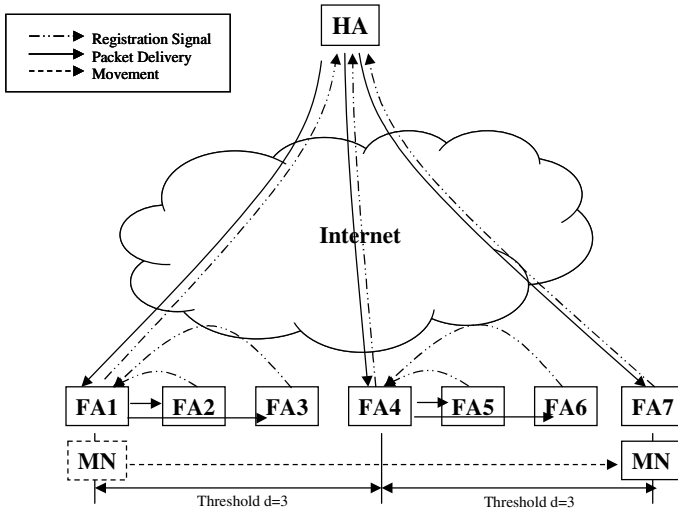 HA
Registration Signal
Packet Delivery
Movement
Internet
FA1 FA2 FA3 FA4 FA5 FA6 FA7
MN MN
Threshold d=3 Threshold d=3